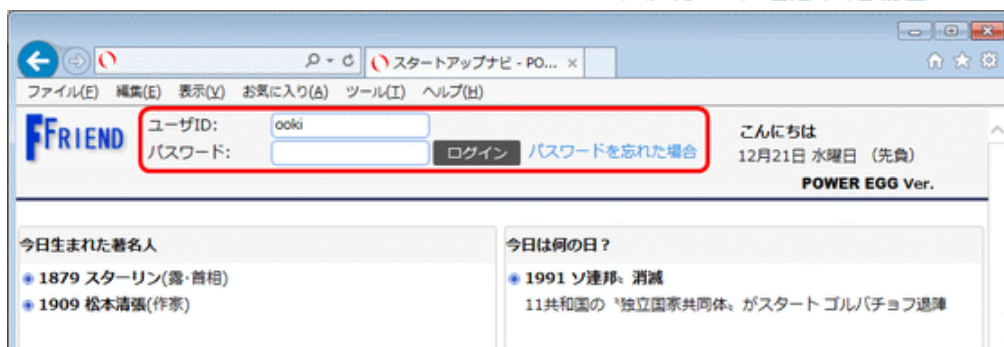 スタートアップナビ - PO...
ファイル(F) 編集(E) 表示(V) お気に入り(A) ツール(T) ヘルプ(H)
FFRIEND
ユーザID: ooki
パスワード: ログイン パスワードを忘れた場合
こんにちは
12月21日 水曜日 (先負)
POWER EGG Ver.
今日生まれた著名人
1879 スターリン(露・首相)
1909 松本清張(作家)
今日は何の日？
1991 ソ連邦〟消滅
11共和国の〝独立国家共同体〟がスタート ゴルバチョフ退陣